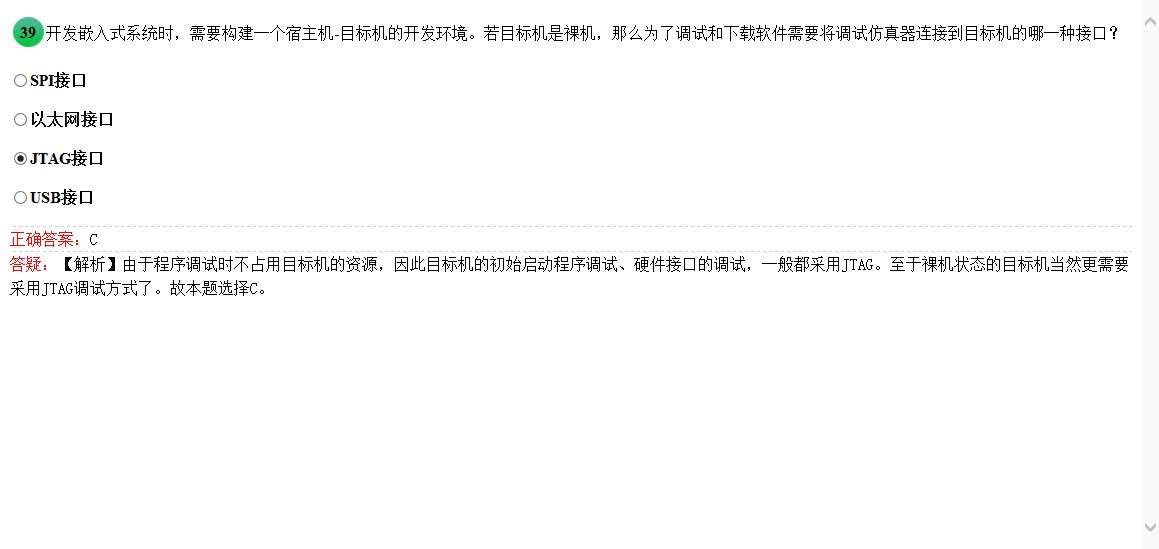 39 开发嵌入式系统时，需要构建一个宿主机-目标机的开发环境。若目标机是裸机，那么为了调试和下载软件需要将调试仿真器连接到目标机的哪一种接口？
SPI接口
以太网接口
JTAG接口
USB接口
正确答案：C
答疑：【解析】由于程序调试时不占用目标机的资源，因此目标机的初始启动程序调试、硬件接口的调试，一般都采用JTAG。至于裸机状态的目标机当然更需要
采用JTAG调试方式了。故本题选择C。